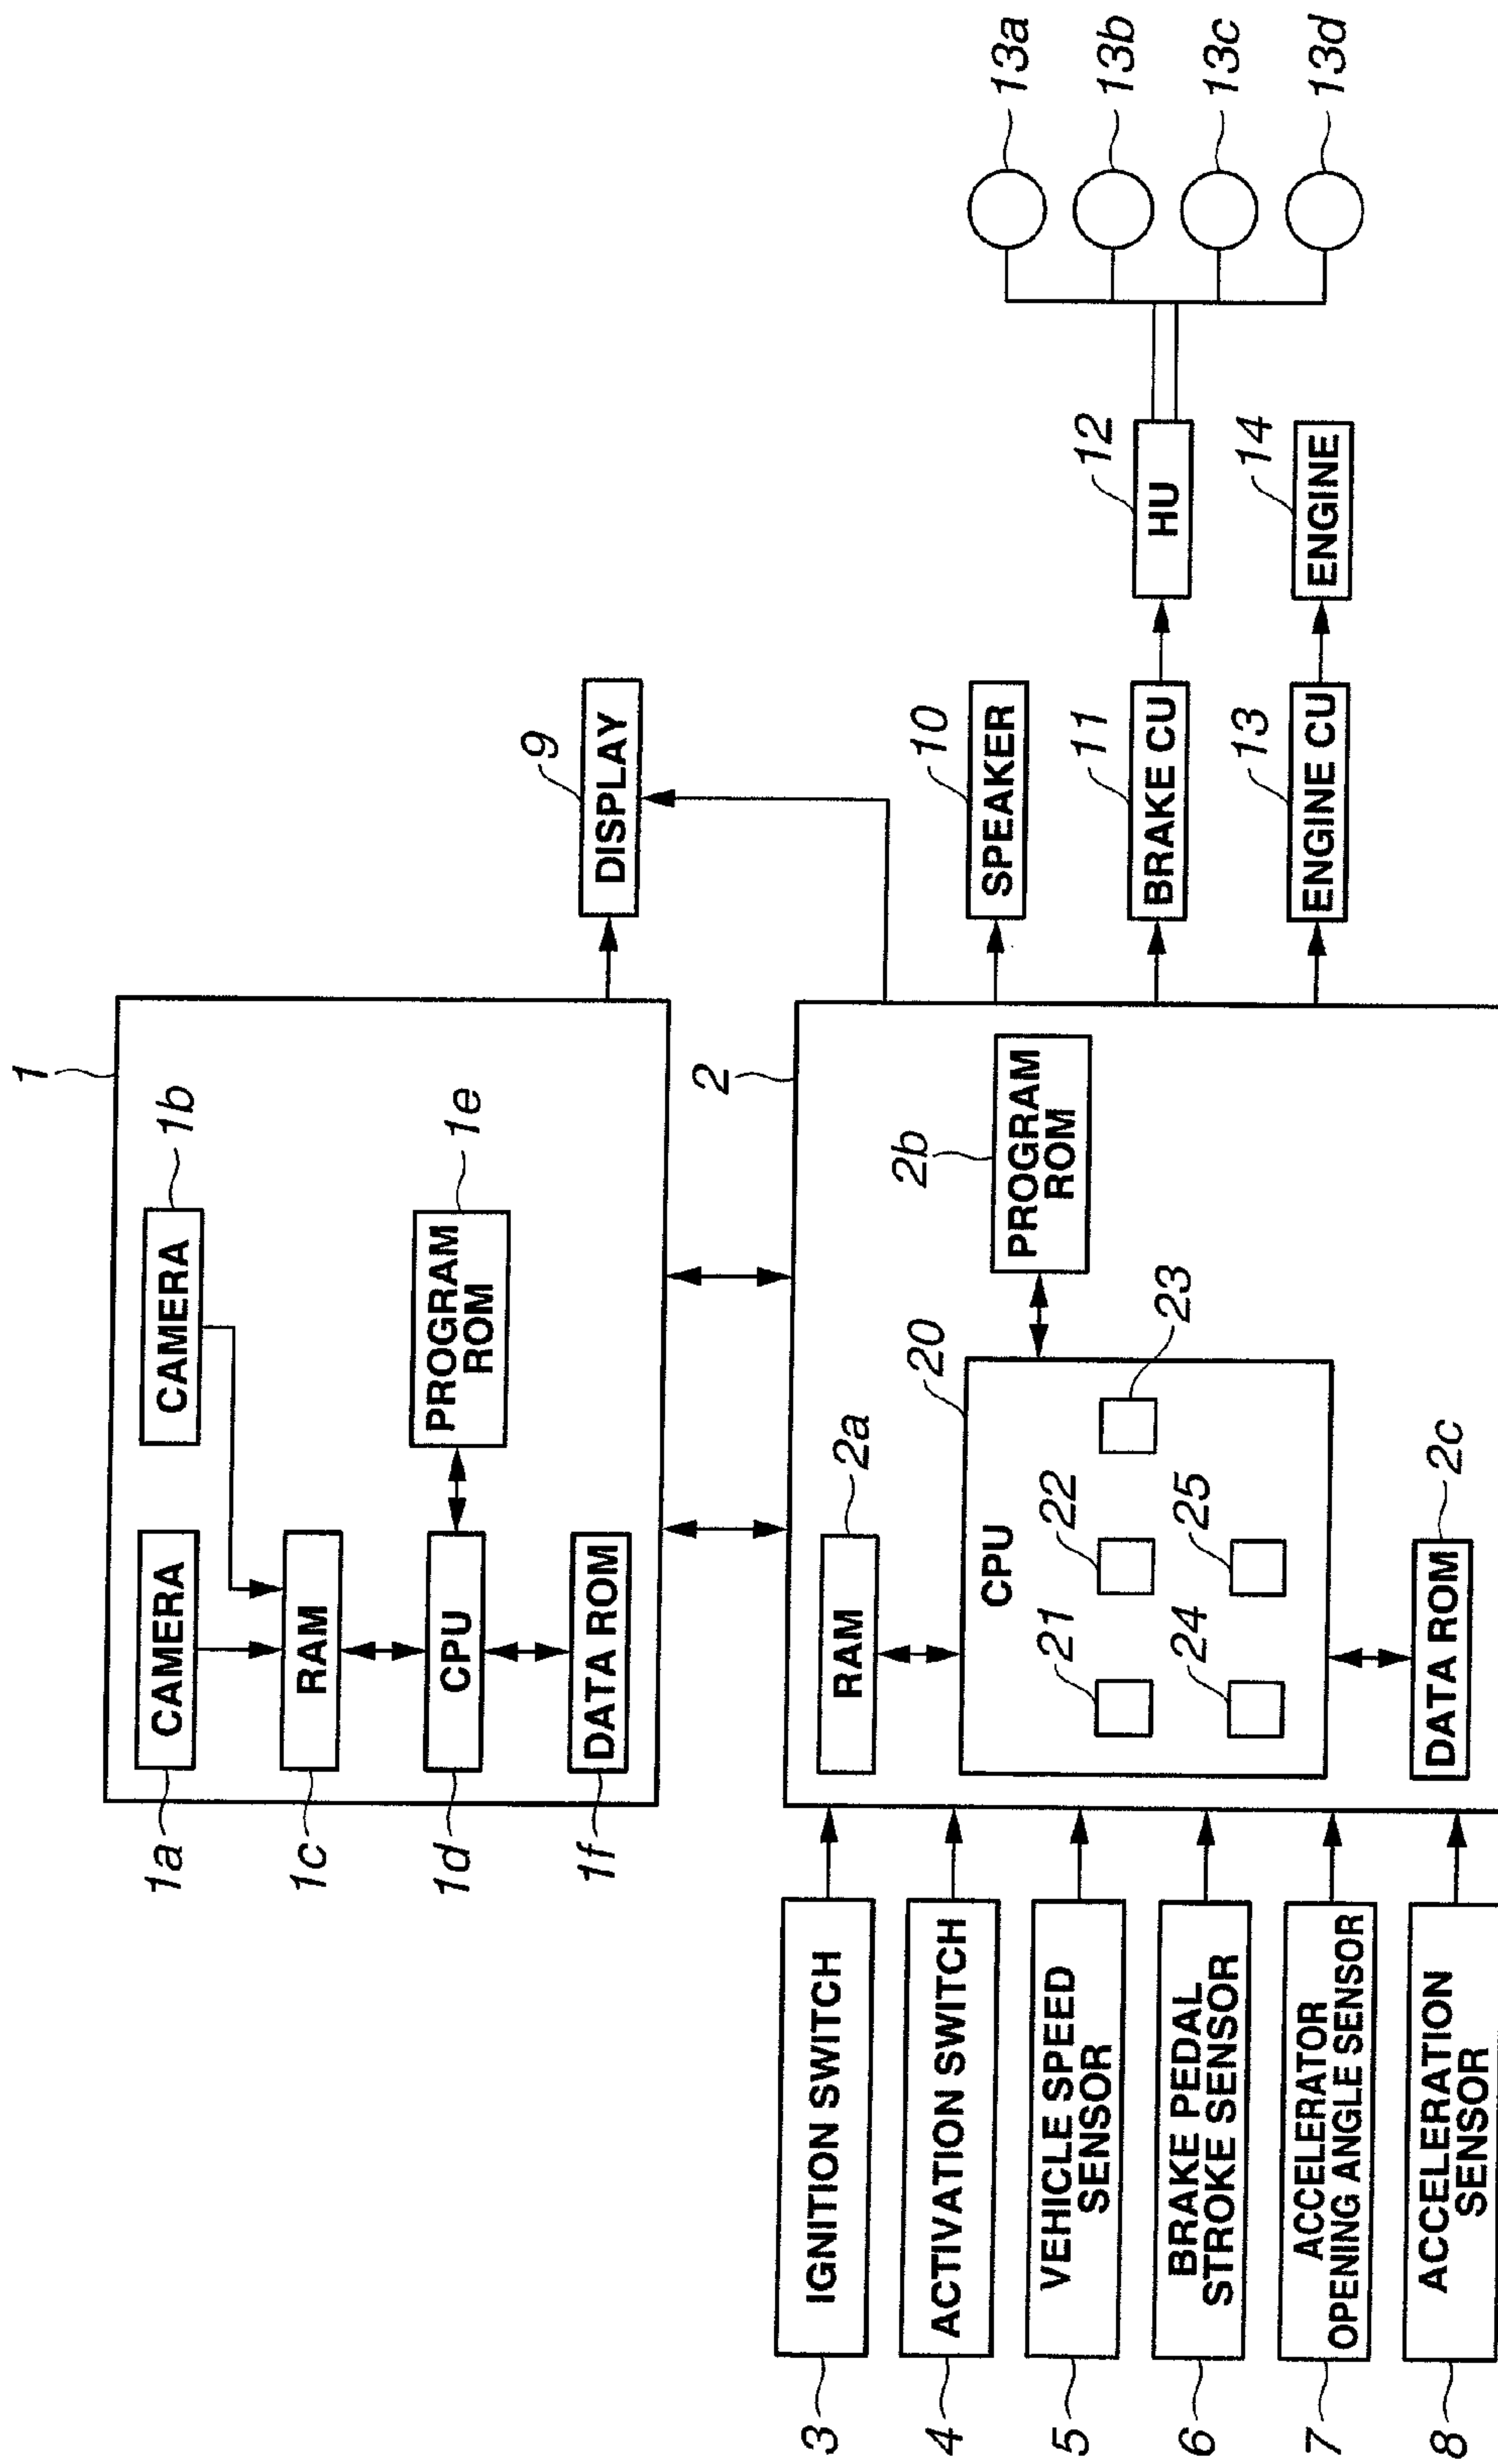 1
1a
CAMERA
CAMERA
1b
1c
RAM
1d
CPU
PROGRAM
ROM
1e
1f
DATA ROM
9
DISPLAY
2
2a
RAM
20
CPU
21
22
23
24
25
2b
PROGRAM
ROM
2c
DATA ROM
3
IGNITION SWITCH
4
ACTIVATION SWITCH
5
VEHICLE SPEED
SENSOR
6
BRAKE PEDAL
STROKE SENSOR
7
ACCELERATOR
OPENING ANGLE SENSOR
8
ACCELERATION
SENSOR
10
SPEAKER
11
BRAKE CU
12
HU
13
ENGINE CU
14
ENGINE
13a
13b
13c
13d